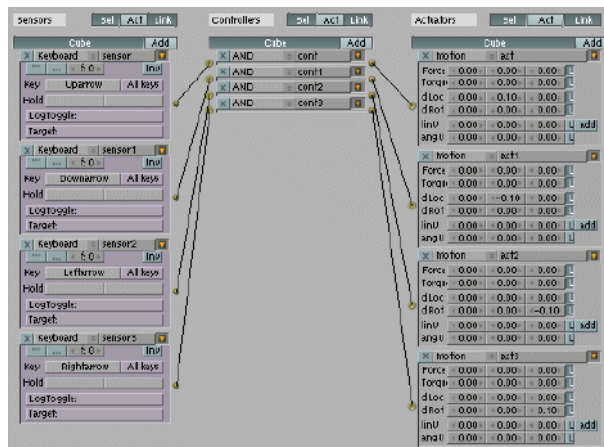 Sensors Sel Act Link
Cube Add
X Keyboard sensor
f:0 Inv
Key Uparrow All keys
Hold
LogToggle:
Target:
X Keyboard sensor1
f:0 Inv
Key Downarrow All keys
Hold
LogToggle:
Target:
X Keyboard sensor2
f:0 Inv
Key Leftarrow All keys
Hold
LogToggle:
Target:
X Keyboard sensor3
f:0 Inv
Key Rightarrow All keys
Hold
LogToggle:
Target:
Controllers Sel Act Link
Cube Add
X AND cont
X AND cont1
X AND cont2
X AND cont3
Actuators Sel Act Link
Cube Add
X Motion act
Force 0.00 0.00 0.00 L
Torque 0.00 0.00 0.00 L
dLoc 0.00 0.10 0.00 L
dRot 0.00 0.00 0.00 L
linV 0.00 0.00 0.00 L add
angV 0.00 0.00 0.00 L
X Motion act1
Force 0.00 0.00 0.00 L
Torque 0.00 0.00 0.00 L
dLoc 0.00 -0.10 0.00 L
dRot 0.00 0.00 0.00 L
linV 0.00 0.00 0.00 L add
angV 0.00 0.00 0.00 L
X Motion act2
Force 0.00 0.00 0.00 L
Torque 0.00 0.00 0.00 L
dLoc 0.00 0.00 0.00 L
dRot 0.00 0.00 -0.10 L
linV 0.00 0.00 0.00 L add
angV 0.00 0.00 0.00 L
X Motion act3
Force 0.00 0.00 0.00 L
Torque 0.00 0.00 0.00 L
dLoc 0.00 0.00 0.00 L
dRot 0.00 0.00 0.10 L
linV 0.00 0.00 0.00 L add
angV 0.00 0.00 0.00 L